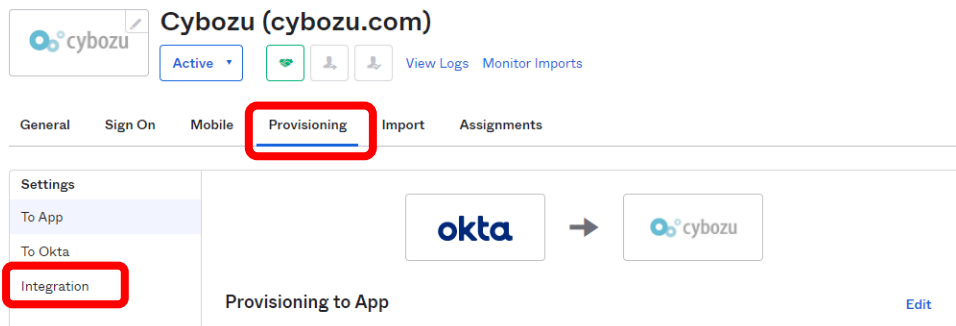 Cybozu (cybozu.com)
cybozu
Active
View Logs Monitor Imports
General Sign On Mobile Provisioning Import Assignments
Settings
To App
To Okta
Integration
okta
cybozu
Provisioning to App
Edit